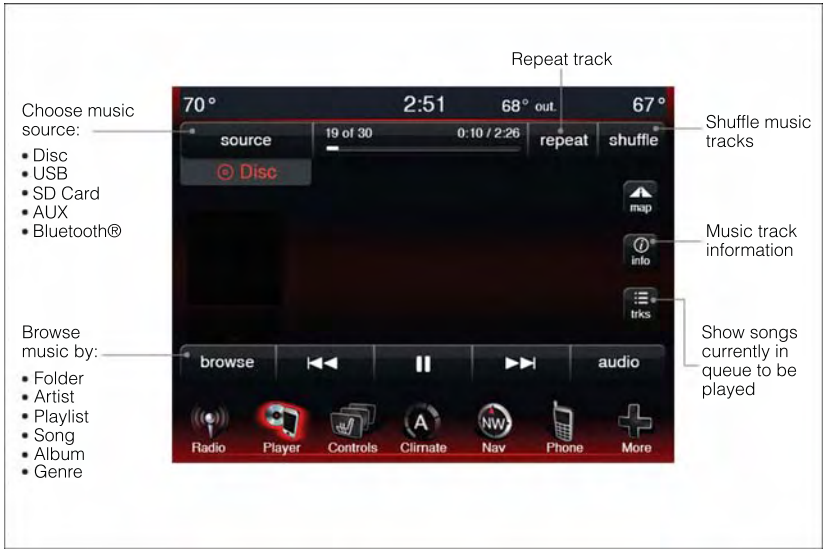 Repeat track
Choose music
source:
• Disc
• USB
• SD Card
• AUX
• Bluetooth®
70° 2:51 68° out. 67°
source 19 of 30 0:10 / 2:26 repeat shuffle
Disc
Shuffle music
tracks
map
info
Music track
information
trks
Show songs
currently in
queue to be
played
Browse
music by:
• Folder
• Artist
• Playlist
• Song
• Album
• Genre
browse audio
A NW
Radio Player Controls Climate Nav Phone More